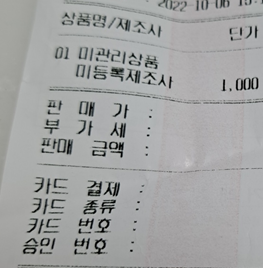 2022-10-06 15:1
상품명/제조사 단가
01 미관리상품
미등록제조사 1,000
판 매 가 :
부 가 세 :
판매 금액 :
카드 결제 :
카드 종류 :
카드 번호 :
승인 번호 :